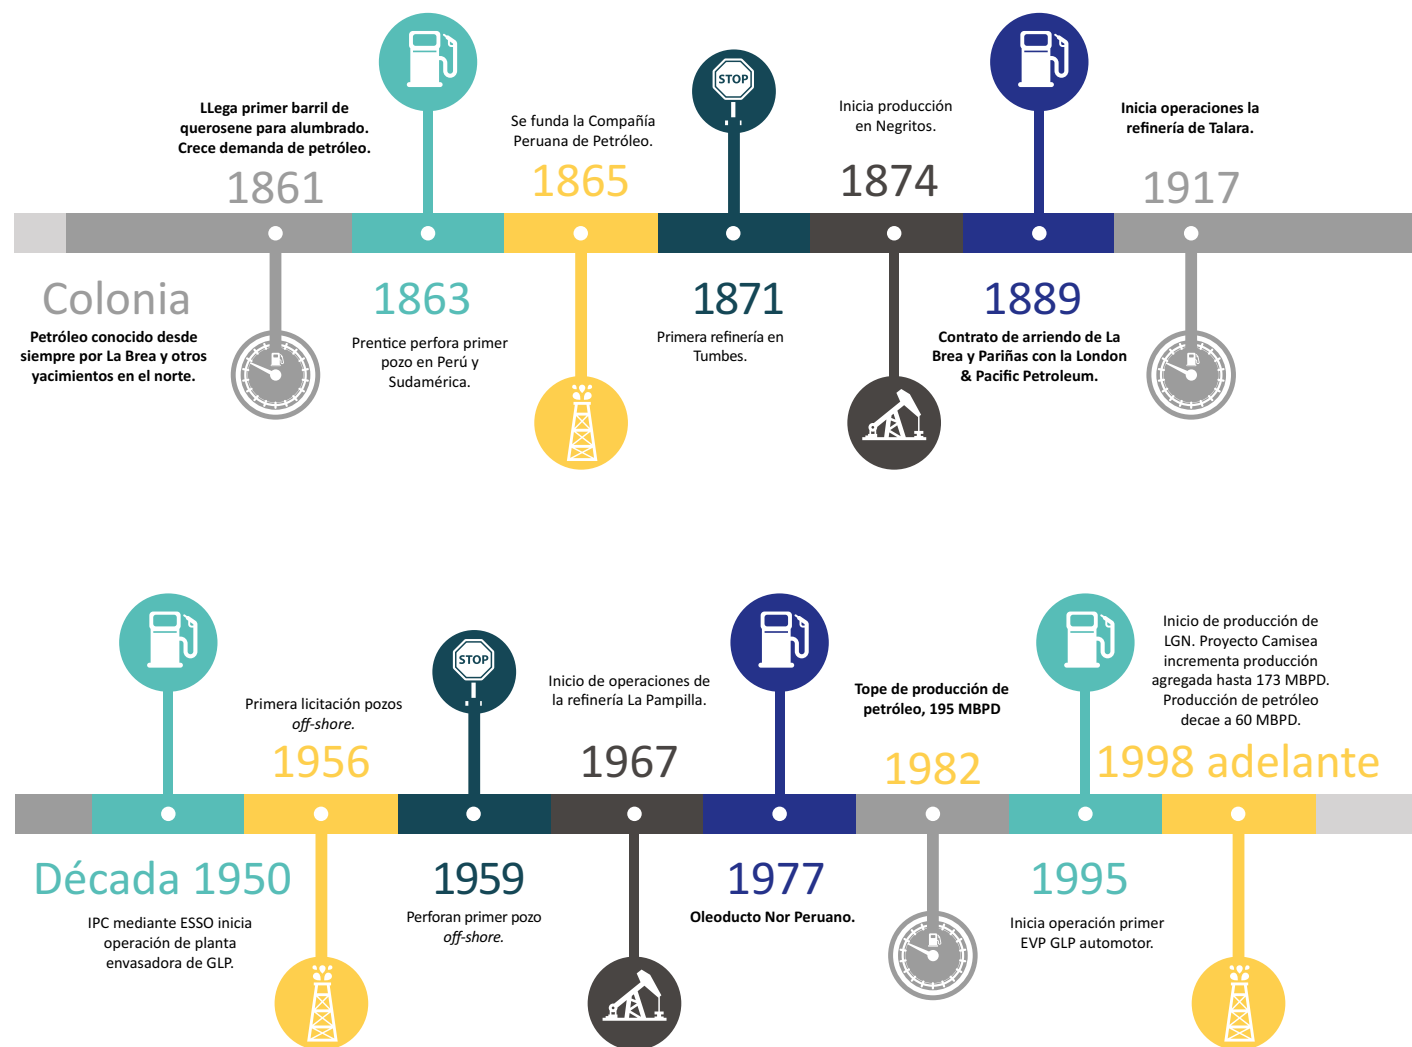 LLega primer barril de
querosene para alumbrado.
Crece demanda de petróleo.
1861
Se funda la Compañía
Peruana de Petróleo.
1865
STOP
Inicia producción
en Negritos.
1874
Inicia operaciones la
refinería de Talara.
1917
Colonia
Petróleo conocido desde
siempre por La Brea y otros
yacimientos en el norte.
1863
Prentice perfora primer
pozo en Perú y
Sudamérica.
1871
Primera refinería en
Tumbes.
1889
Contrato de arriendo de La
Brea y Pariñas con la London
& Pacific Petroleum.
Primera licitación pozos
off-shore.
1956
STOP
Inicio de operaciones de
la refinería La Pampilla.
1967
Tope de producción de
petróleo, 195 MBPD
1982
Inicio de producción de
LGN. Proyecto Camisea
incrementa producción
agregada hasta 173 MBPD.
Producción de petróleo
decae a 60 MBPD.
1998 adelante
Década 1950
IPC mediante ESSO inicia
operación de planta
envasadora de GLP.
1959
Perforan primer pozo
off-shore.
1977
Oleoducto Nor Peruano.
1995
Inicia operación primer
EVP GLP automotor.